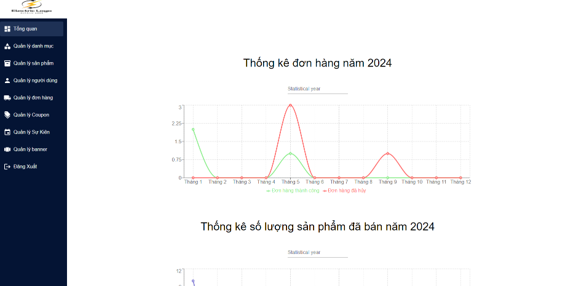 Tổng quan
Quản lý danh mục
Quản lý sản phẩm
Quản lý người dùng
Quản lý đơn hàng
Quản lý Coupon
Quản lý Sự Kiên
Quản lý banner
Đăng Xuất
Thống kê đơn hàng năm 2024
Statistical year
3
2.25
1.5
0.75
0
Tháng 1 Tháng 2 Tháng 3 Tháng 4 Tháng 5 Tháng 6 Tháng 7 Tháng 8 Tháng 9 Tháng 10 Tháng 11 Tháng 12
Đơn hàng thành công Đơn hàng đã hủy
Thống kê số lượng sản phẩm đã bán năm 2024
Statistical year
12